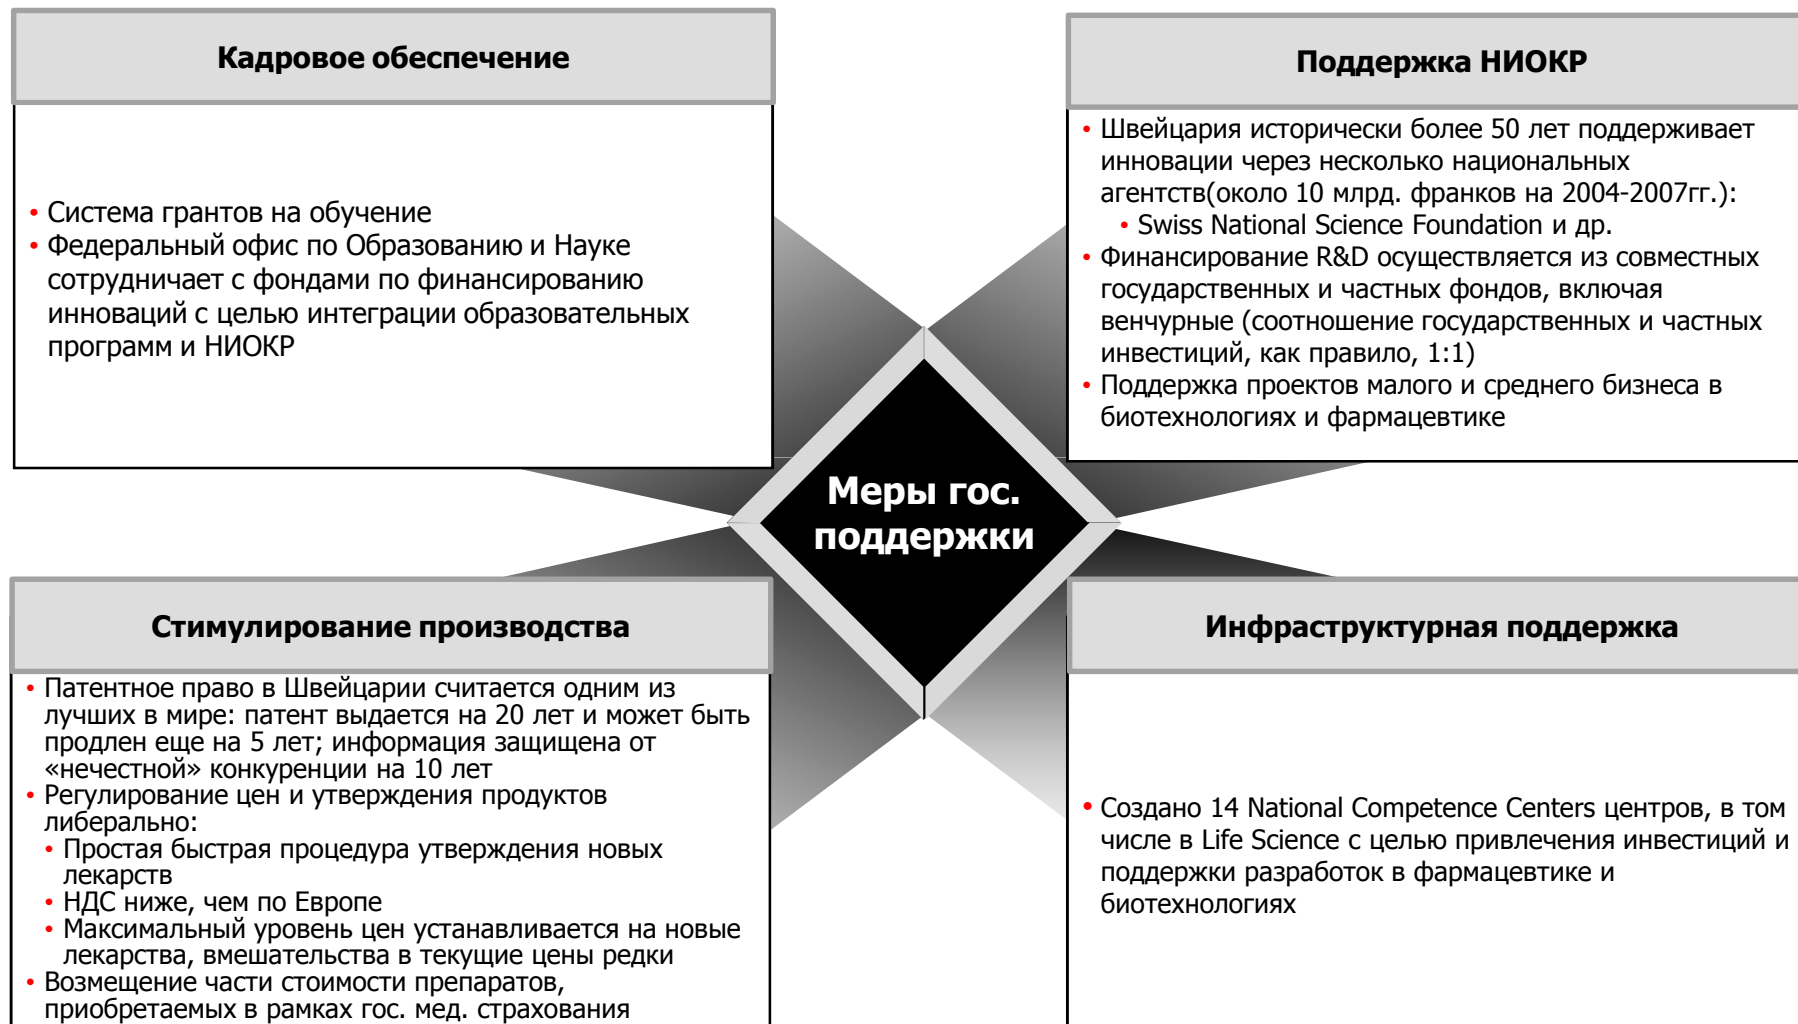 Кадровое обеспечение
• Система грантов на обучение
• Федеральный офис по Образованию и Науке
сотрудничает с фондами по финансированию
инноваций с целью интеграции образовательных
программ и НИОКР
Поддержка НИОКР
• Швейцария исторически более 50 лет поддерживает
инновации через несколько национальных
агентств(около 10 млрд. франков на 2004-2007гг.):
• Swiss National Science Foundation и др.
• Финансирование R&D осуществляется из совместных
государственных и частных фондов, включая
венчурные (соотношение государственных и частных
инвестиций, как правило, 1:1)
• Поддержка проектов малого и среднего бизнеса в
биотехнологиях и фармацевтике
Меры гос.
поддержки
Стимулирование производства
• Патентное право в Швейцарии считается одним из
лучших в мире: патент выдается на 20 лет и может быть
продлен еще на 5 лет; информация защищена от
«нечестной» конкуренции на 10 лет
• Регулирование цен и утверждения продуктов
либерально:
• Простая быстрая процедура утверждения новых
лекарств
• НДС ниже, чем по Европе
• Максимальный уровень цен устанавливается на новые
лекарства, вмешательства в текущие цены редки
• Возмещение части стоимости препаратов,
приобретаемых в рамках гос. мед. страхования
Инфраструктурная поддержка
• Создано 14 National Competence Centers центров, в том
числе в Life Science с целью привлечения инвестиций и
поддержки разработок в фармацевтике и
биотехнологиях